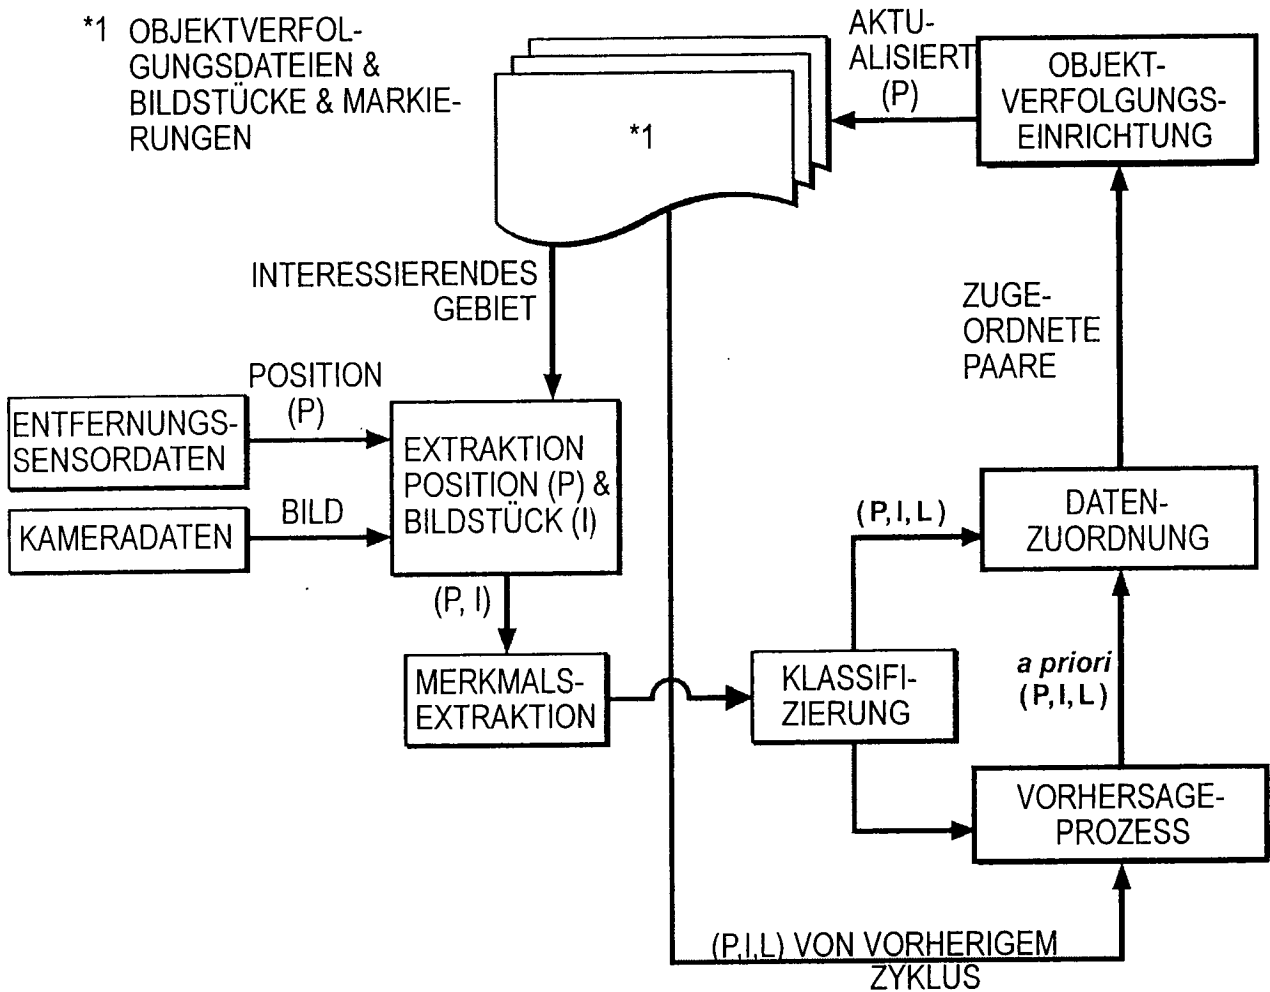 *1 OBJEKTVERFOL-
GUNGSDATEIEN &
BILDSTÜCKE & MARKIE-
RUNGEN
*1
AKTU-
ALISIERT
(P)
OBJEKT-
VERFOLGUNGS-
EINRICHTUNG
INTERESSIERENDES
GEBIET
ZUGE-
ORDNETE
PAARE
POSITION
(P)
ENTFERNUNGS-
SENSORDATEN
EXTRAKTION
POSITION (P) &
BILDSTÜCK (I)
BILD
KAMERADATEN
(P, I, L)
DATEN-
ZUORDNUNG
(P, I)
MERKMALS-
EXTRAKTION
KLASSIFI-
ZIERUNG
a priori
(P, I, L)
VORHERSAGE-
PROZESS
(P,I,L) VON VORHERIGEM
ZYKLUS